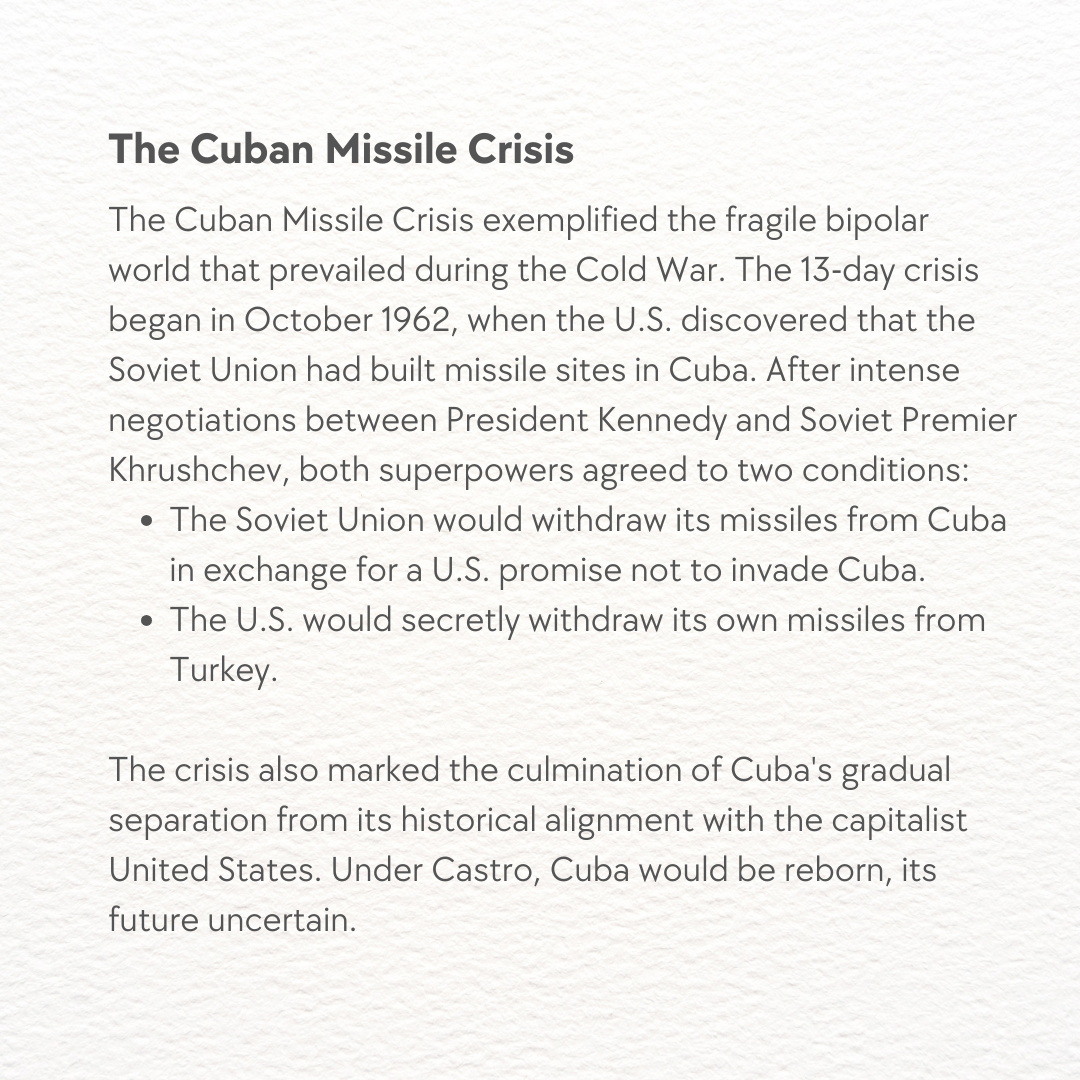 The Cuban Missile Crisis
The Cuban Missile Crisis exemplified the fragile bipolar
world that prevailed during the Cold War. The 13-day crisis
began in October 1962, when the U.S. discovered that the
Soviet Union had built missile sites in Cuba. After intense
negotiations between President Kennedy and Soviet Premier
Khrushchev, both superpowers agreed to two conditions:
• The Soviet Union would withdraw its missiles from Cuba
in exchange for a U.S. promise not to invade Cuba.
• The U.S. would secretly withdraw its own missiles from
Turkey.
The crisis also marked the culmination of Cuba's gradual
separation from its historical alignment with the capitalist
United States. Under Castro, Cuba would be reborn, its
future uncertain.